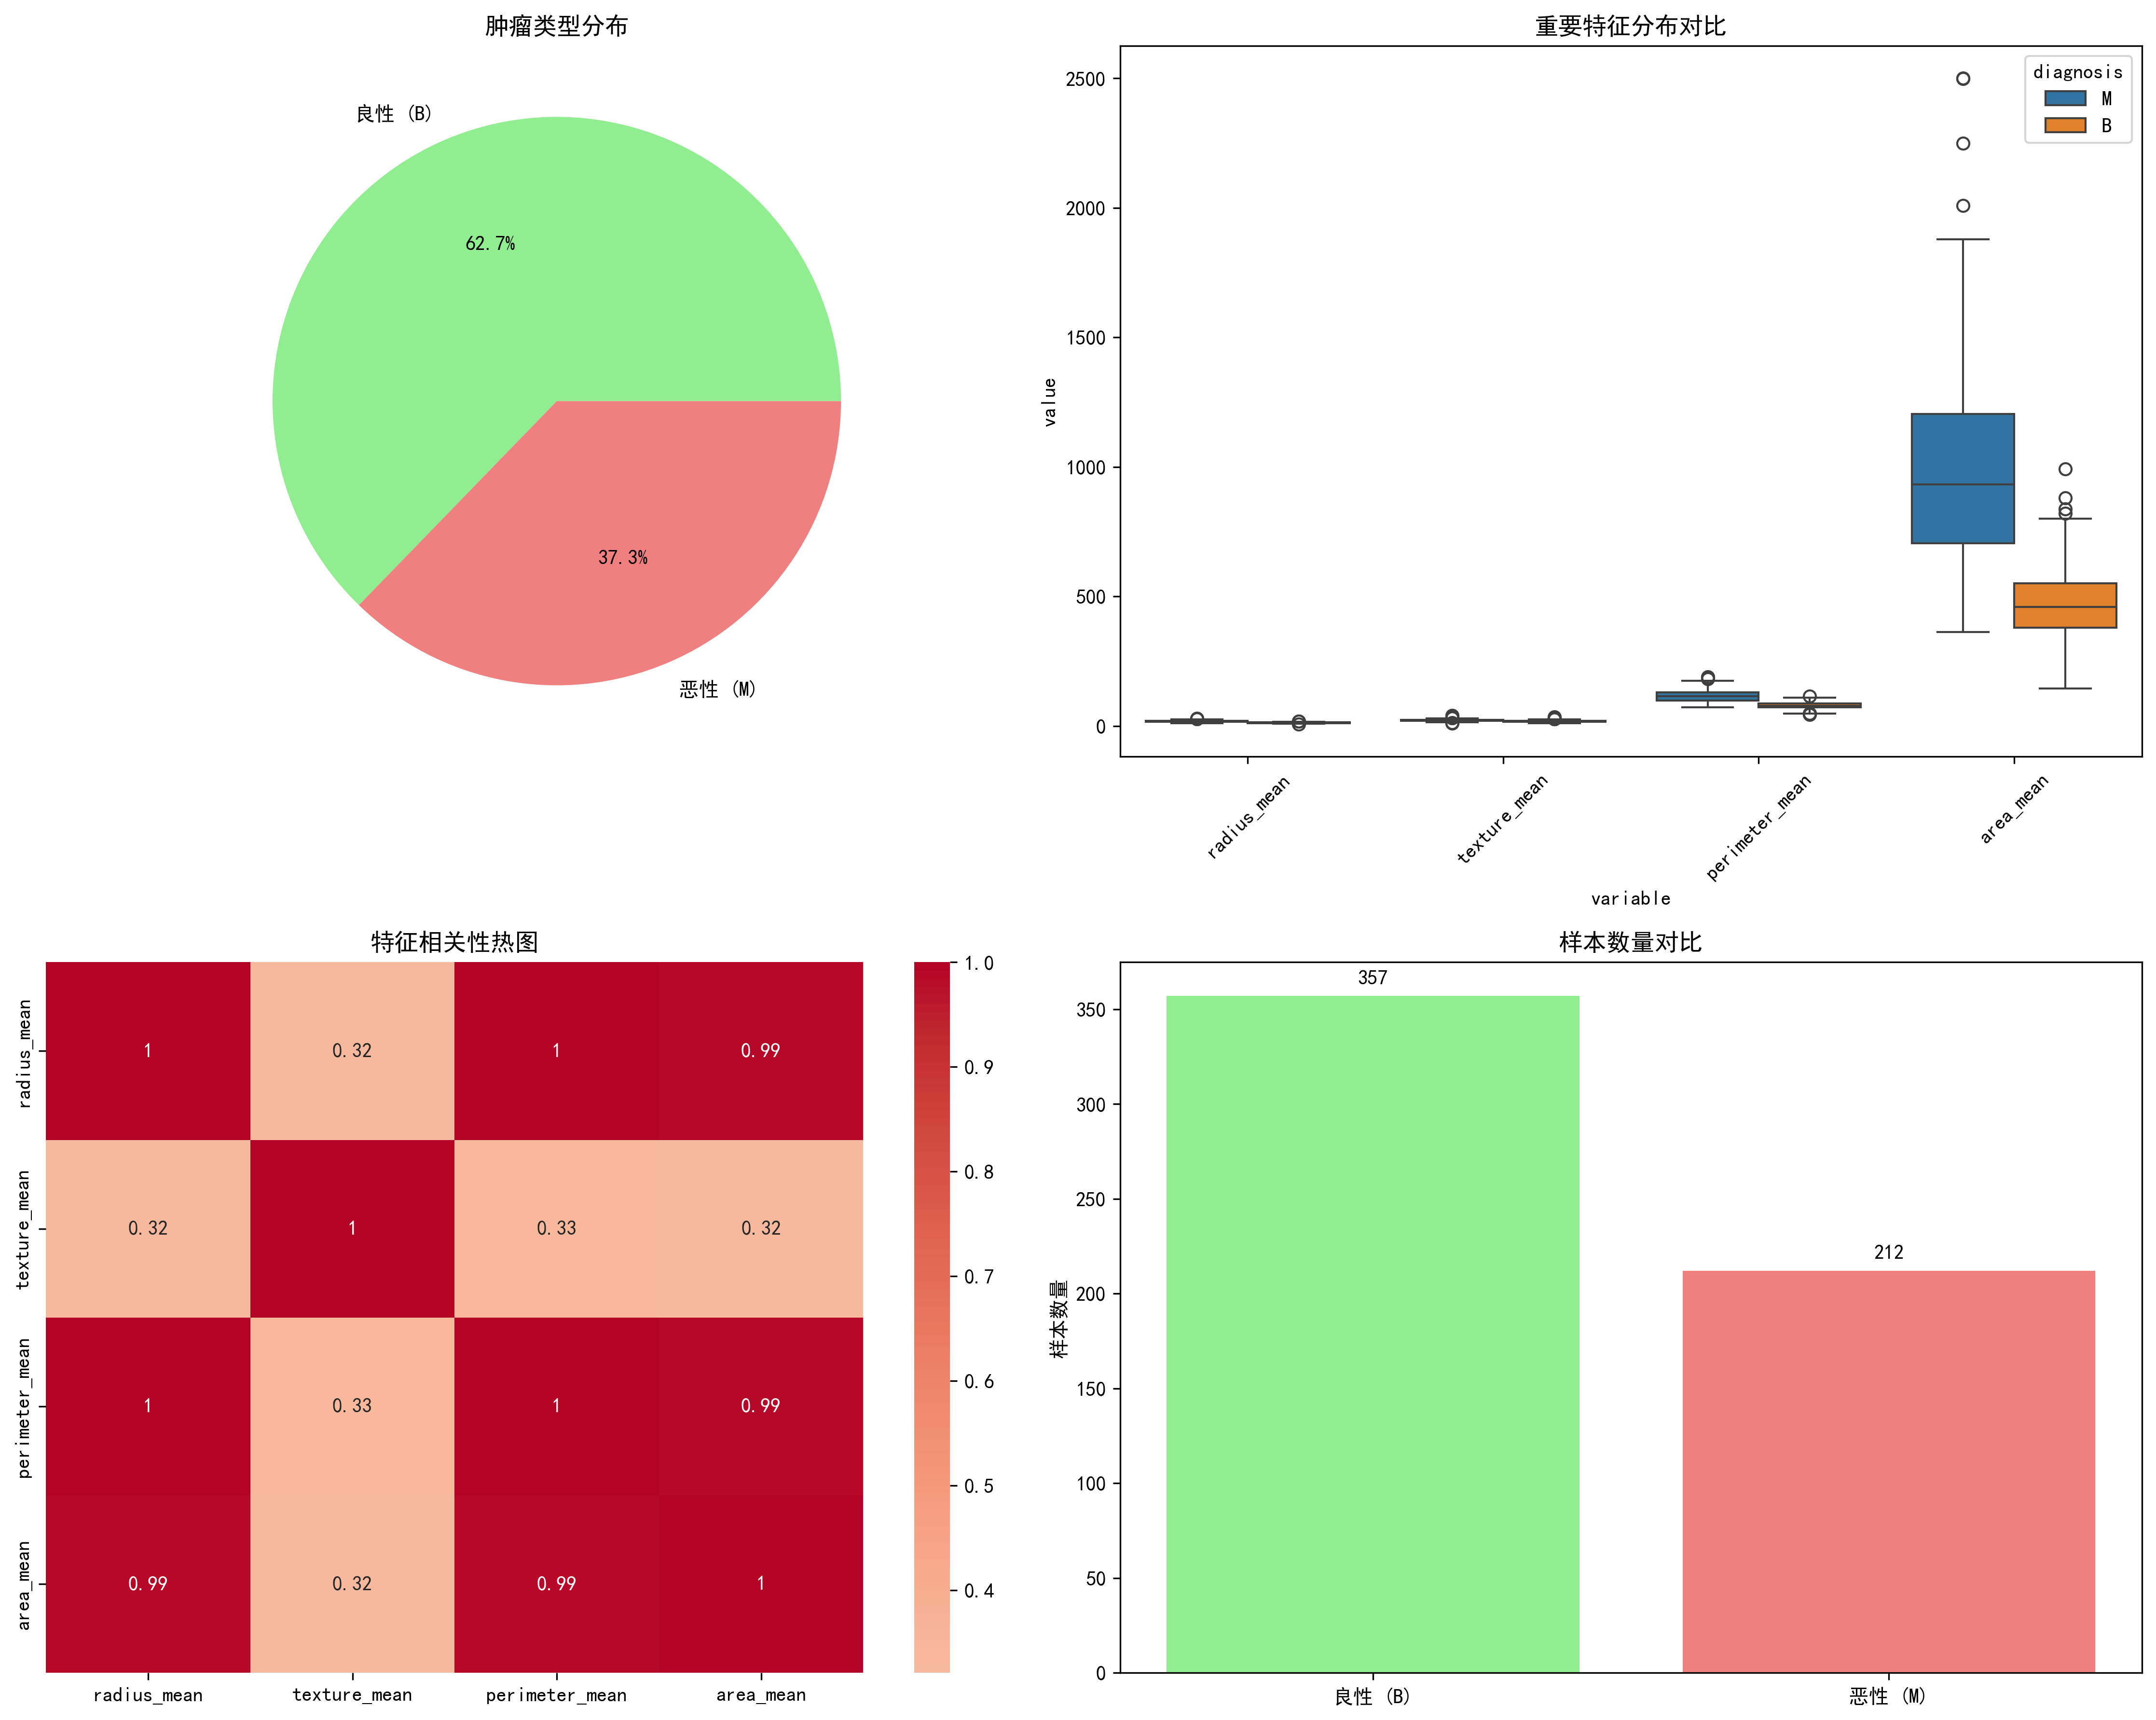 肿瘤类型分布
良性 (B)
62.7%
37.3%
恶性 (M)
重要特征分布对比
diagnosis
M
B
2500
2000
1500
1000
500
0
value
radius_mean
texture_mean
perimeter_mean
area_mean
variable
特征相关性热图
radius_mean
texture_mean
perimeter_mean
area_mean
1 0.32 1 0.99
0.32 1 0.33 0.32
1 0.33 1 0.99
0.99 0.32 0.99 1
radius_mean
texture_mean
perimeter_mean
area_mean
1.0
0.9
0.8
0.7
0.6
0.5
0.4
样本数量对比
样本数量
350
300
250
200
150
100
50
0
357
212
良性 (B)
恶性 (M)